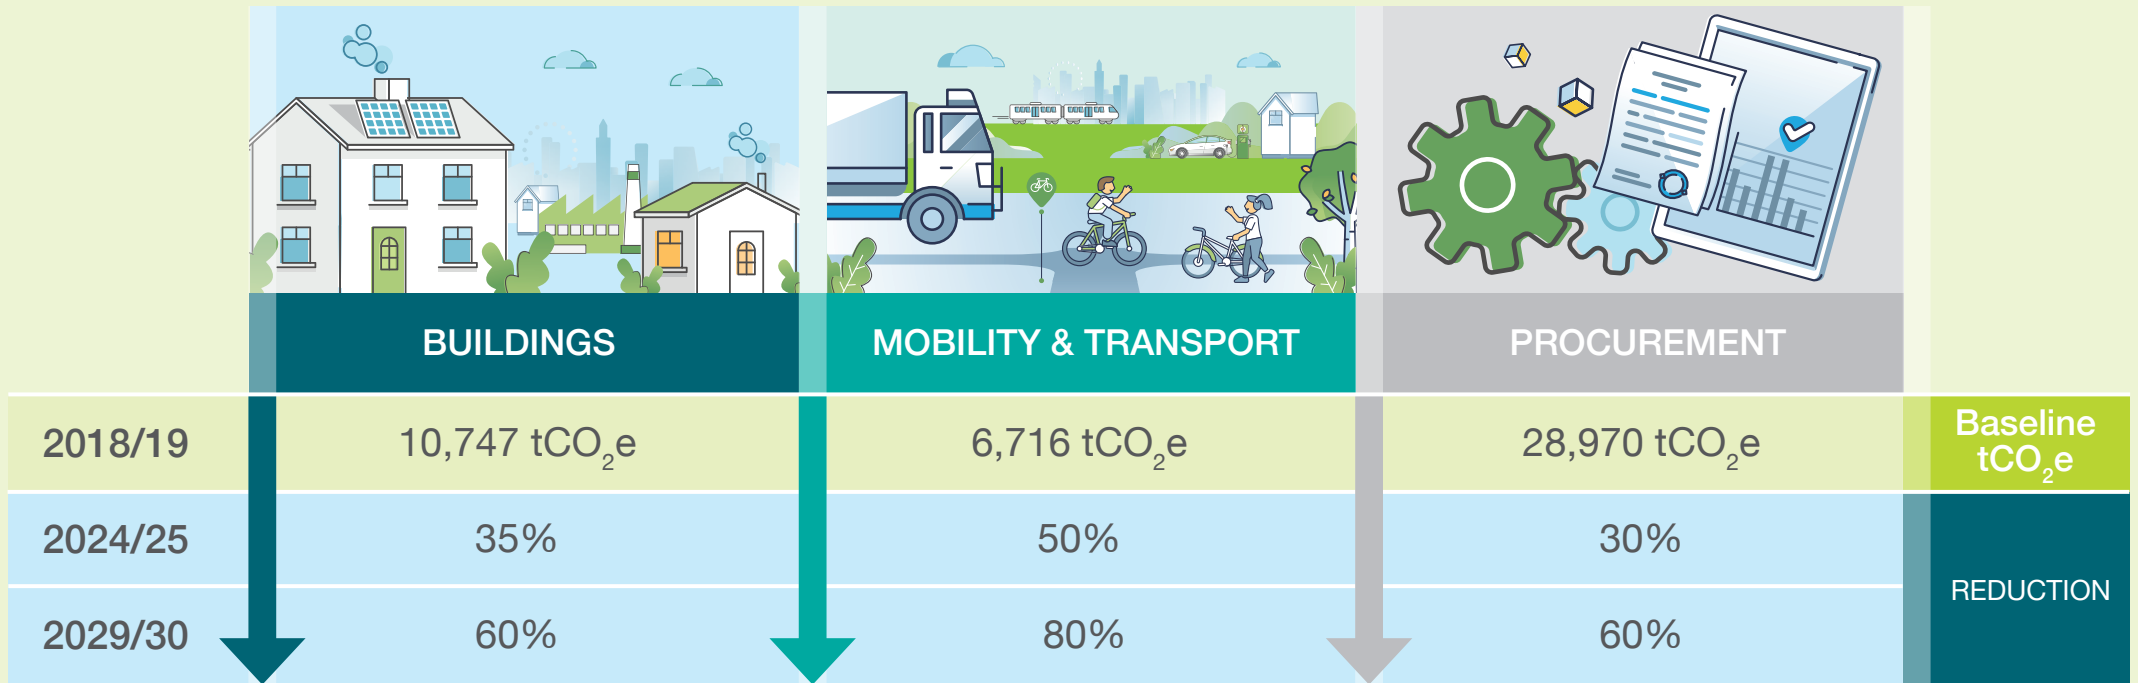 BUILDINGS MOBILITY & TRANSPORT PROCUREMENT
2018/19 10,747 tCO₂e 6,716 tCO₂e 28,970 tCO₂e Baseline tCO₂e
2024/25 35% 50% 30%
REDUCTION
2029/30 60% 80% 60%